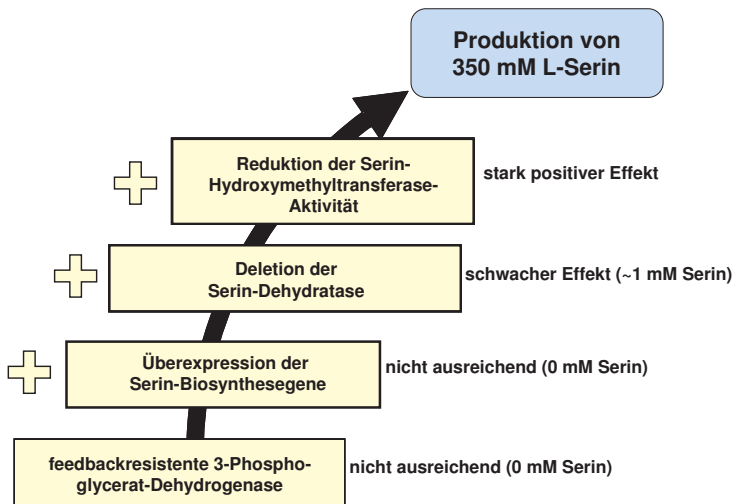 Produktion von
350 mM L-Serin
Reduktion der Serin-
Hydroxymethyltransferase-
Aktivität
stark positiver Effekt
Deletion der
Serin-Dehydratase
schwacher Effekt (~1 mM Serin)
Überexpression der
Serin-Biosynthesegene
nicht ausreichend (0 mM Serin)
feedbackresistente 3-Phospho-
glycerat-Dehydrogenase
nicht ausreichend (0 mM Serin)